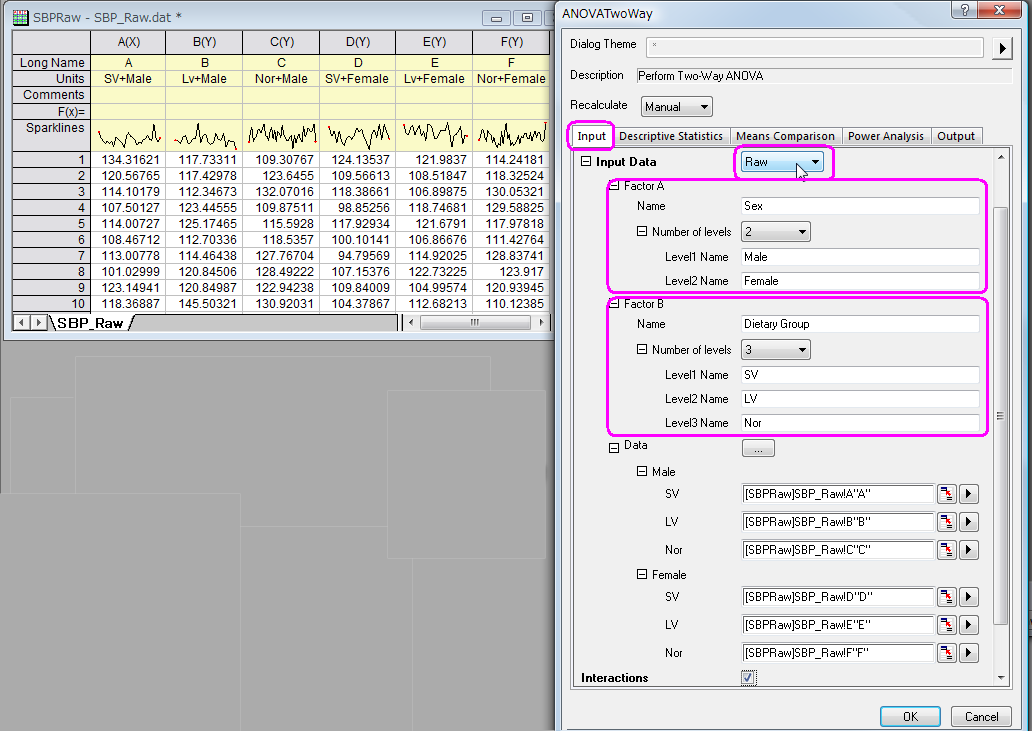 SBPRaw - SBP_Raw.dat *
A(X) B(Y) C(Y) D(Y) E(Y) F(Y)
Long Name A B C D E F
Units SV+Male Lv+Male Nor+Male SV+Female Lv+Female Nor+Female
Comments
F(x)=
Sparklines
1 134.31621 117.73311 109.30767 124.13537 121.9837 114.24181
2 120.56765 117.42978 123.6455 109.56613 108.51847 118.32524
3 114.10179 112.34673 132.07016 118.38661 106.89875 130.05321
4 107.50127 123.44555 109.87511 98.85256 118.74681 129.58825
5 114.00727 125.17465 115.5928 117.92934 121.6791 117.97818
6 108.46712 112.70336 118.5357 100.10141 106.86676 111.42764
7 113.00778 114.46438 127.76704 94.79569 114.92025 128.83741
8 101.02999 120.84506 128.49222 107.15376 122.73225 123.917
9 123.14941 120.84987 122.94238 109.84009 104.99574 120.93945
10 118.36887 145.50321 130.92031 104.37867 112.68213 110.12385
SBP_Raw
ANOVATwoWay
Dialog Theme *
Description Perform Two-Way ANOVA
Recalculate Manual
Input Descriptive Statistics Means Comparison Power Analysis Output
Input Data Raw
Factor A
Name Sex
Number of levels 2
Level1 Name Male
Level2 Name Female
Factor B
Name Dietary Group
Number of levels 3
Level1 Name SV
Level2 Name LV
Level3 Name Nor
Data ...
Male
SV [SBPRaw]SBP_Raw!A"A"
LV [SBPRaw]SBP_Raw!B"B"
Nor [SBPRaw]SBP_Raw!C"C"
Female
SV [SBPRaw]SBP_Raw!D"D"
LV [SBPRaw]SBP_Raw!E"E"
Nor [SBPRaw]SBP_Raw!F"F"
Interactions
OK Cancel